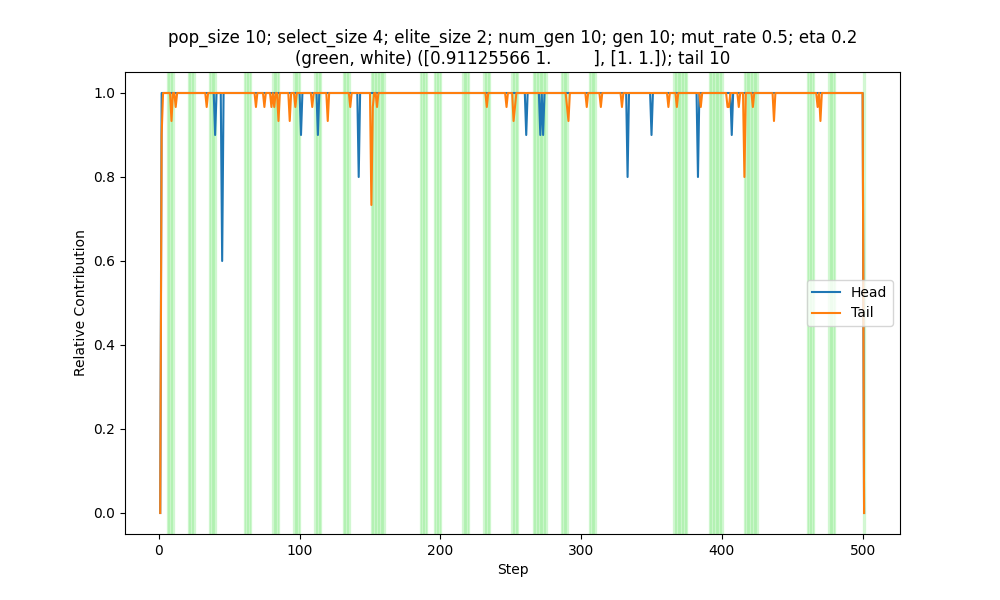 pop_size 10; select_size 4; elite_size 2; num_gen 10; gen 10; mut_rate 0.5; eta 0.2
(green, white) ([0.91125566 1.         ], [1. 1.]); tail 10
1.0
0.8
0.6
0.4
0.2
0.0
Relative Contribution
Head
Tail
0
100
200
300
400
500
Step